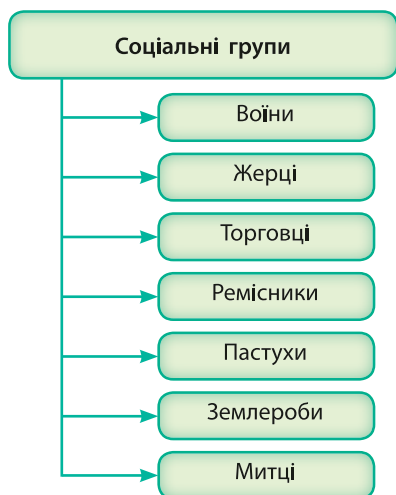 Соціальні групи
Воїни
Жерці
Торговці
Ремісники
Пастухи
Землероби
Митці